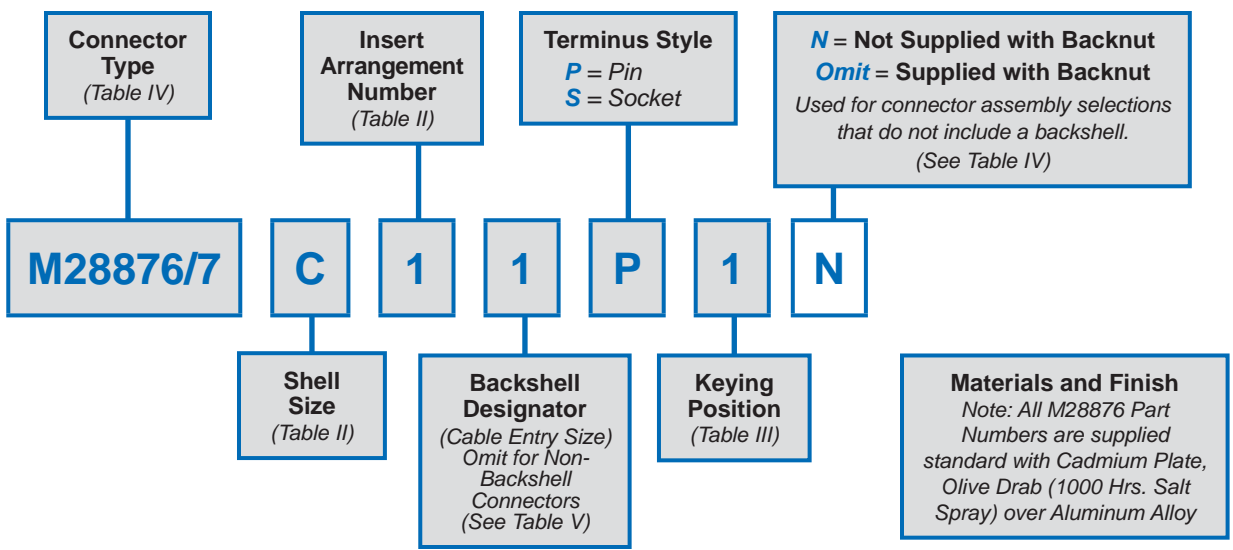 Connector
Type
(Table IV)
Insert
Arrangement
Number
(Table II)
Terminus Style
P = Pin
S = Socket
N = Not Supplied with Backnut
Omit = Supplied with Backnut
Used for connector assembly selections
that do not include a backshell.
(See Table IV)
M28876/7 C 1 1 P 1 N
Shell
Size
(Table II)
Backshell
Designator
(Cable Entry Size)
Omit for Non-
Backshell
Connectors
(See Table V)
Keying
Position
(Table III)
Materials and Finish
Note: All M28876 Part
Numbers are supplied
standard with Cadmium Plate,
Olive Drab (1000 Hrs. Salt
Spray) over Aluminum Alloy